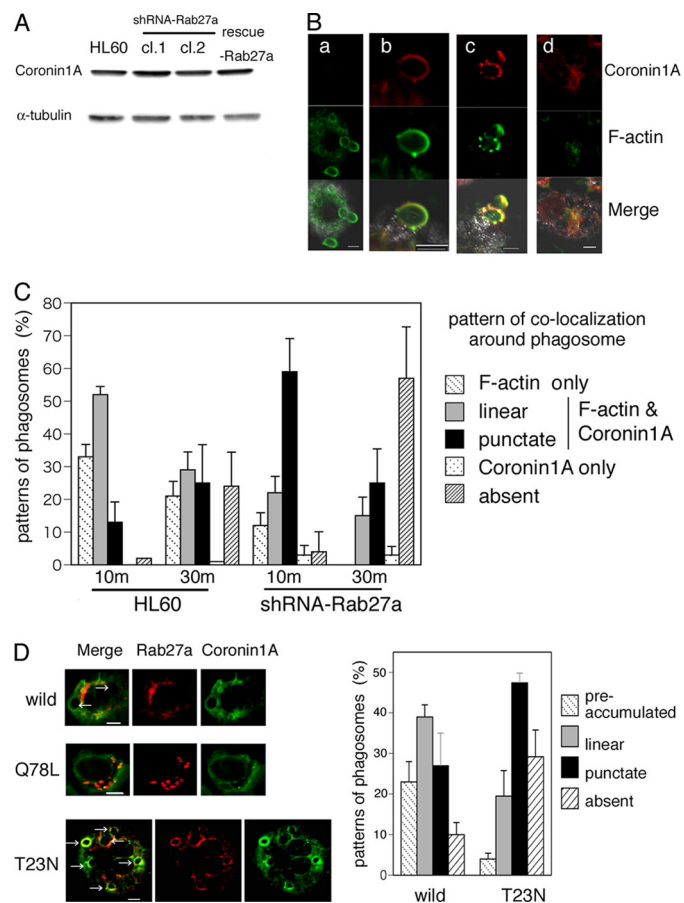 A
shRNA-Rab27a
rescue
HL60 cl.1 cl.2 -Rab27a
Coronin1A
α-tubulin
B
a b c d
Coronin1A
F-actin
Merge
C
patterns of phagosomes (%)
80
70
60
50
40
30
20
10
0
10m 30m 10m 30m
HL60 shRNA-Rab27a
pattern of co-localization
around phagosome
F-actin only
linear
punctate
F-actin &
Coronin1A
Coronin1A only
absent
D
Merge Rab27a Coronin1A
wild
Q78L
T23N
patterns of phagosomes (%)
50
40
30
20
10
0
wild T23N
pre-
accumulated
linear
punctate
absent